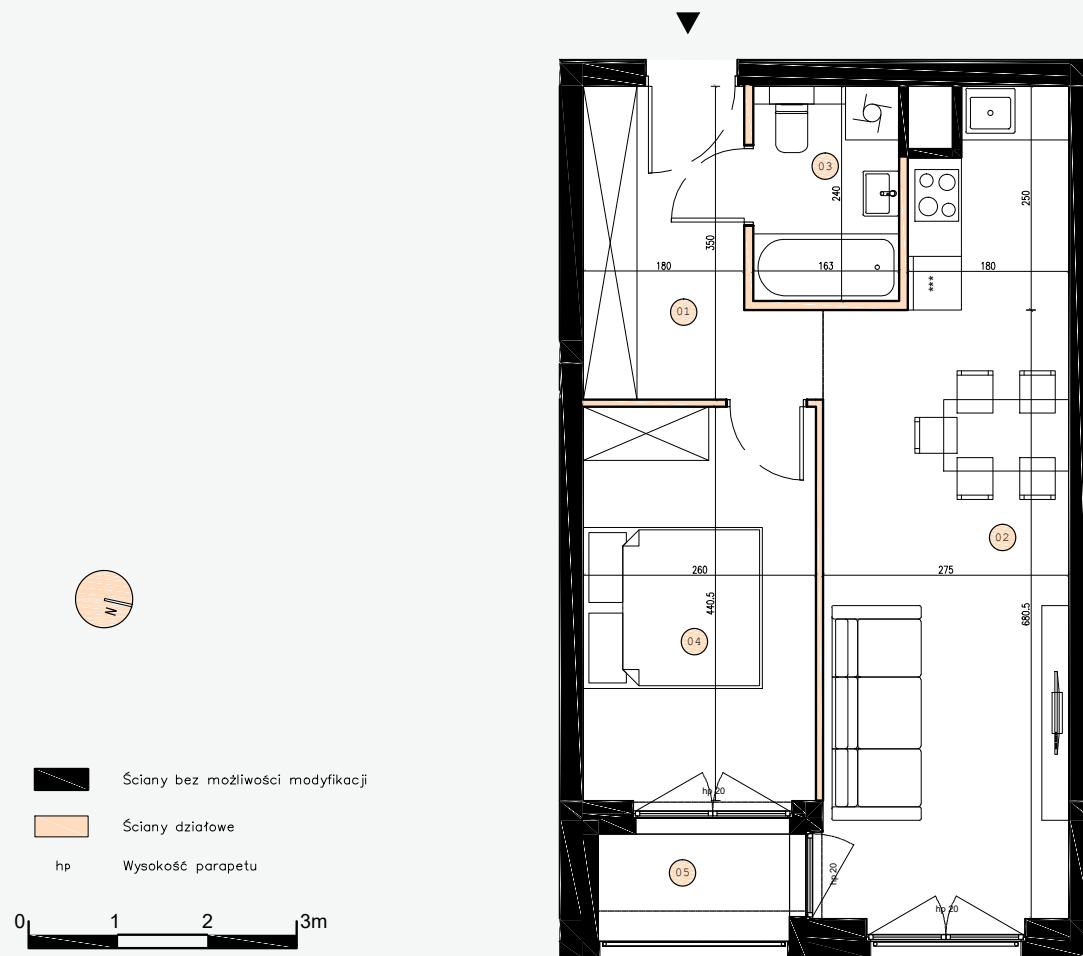 03
240
250
350
180
163
180
***
01
02
260
275
440.5
680.5
04
N
hp 20
Ściany bez możliwości modyfikacji
Ściany działowe
hp Wysokość parapetu
05
hp 20
hp 20
0 1 2 3m